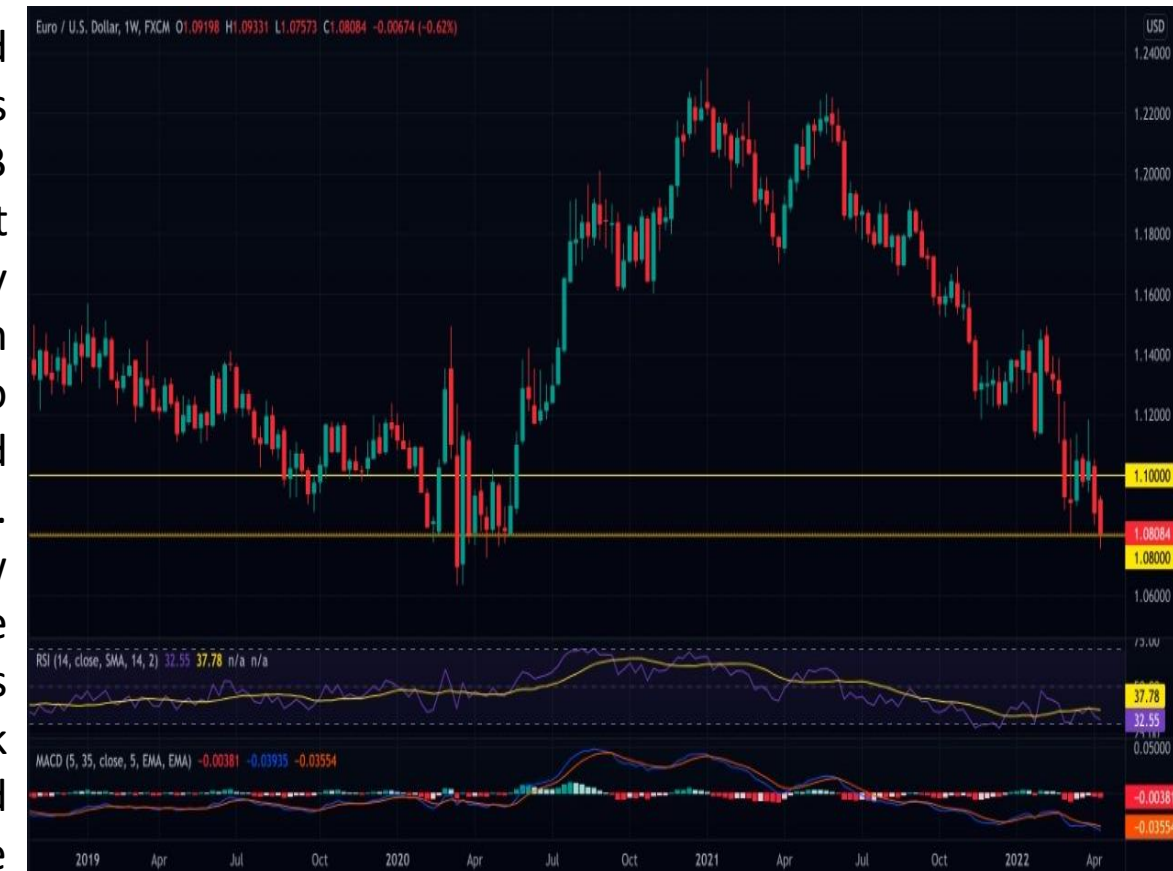 d
s
B
t
y
n
o
d
.
y
e
s
k
d
e
Euro / U.S. Dollar, 1W, FXCM O1.09198 H1.09331 L1.07573 C1.08084 -0.00674 (-0.62%)
USD
1.24000
1.22000
1.20000
1.18000
1.16000
1.14000
1.12000
1.10000
1.08084
1.08000
1.06000
RSI (14, close, SMA, 14, 2) 32.55 37.78 n/a n/a
75.00
37.78
32.55
MACD (5, 35, close, 5, EMA, EMA) -0.00381 -0.03935 -0.03554
0.05000
-0.00381
-0.03554
2019 Apr Jul Oct 2020 Apr Jul Oct 2021 Apr Jul Oct 2022 Apr